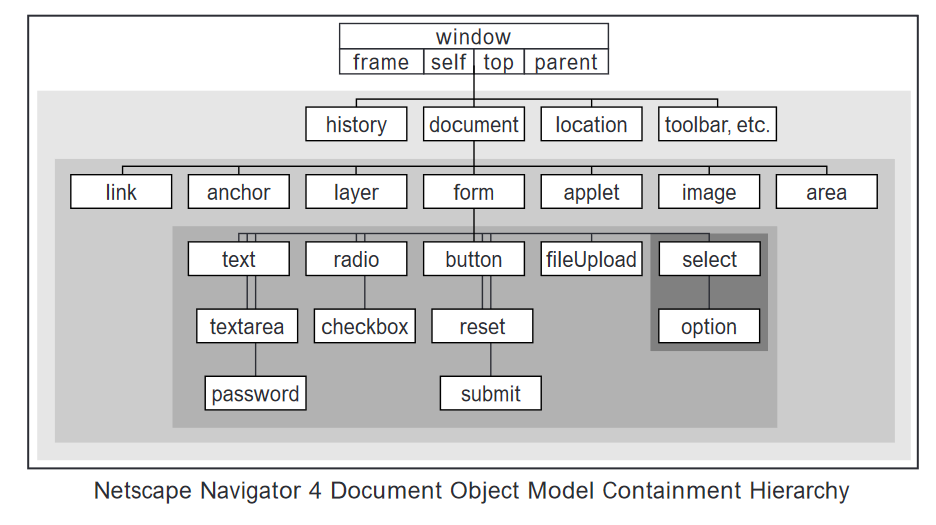 window
frame self top parent
history document location toolbar, etc.
link anchor layer form applet image area
text radio button fileUpload select
textarea checkbox reset option
password submit
Netscape Navigator 4 Document Object Model Containment Hierarchy